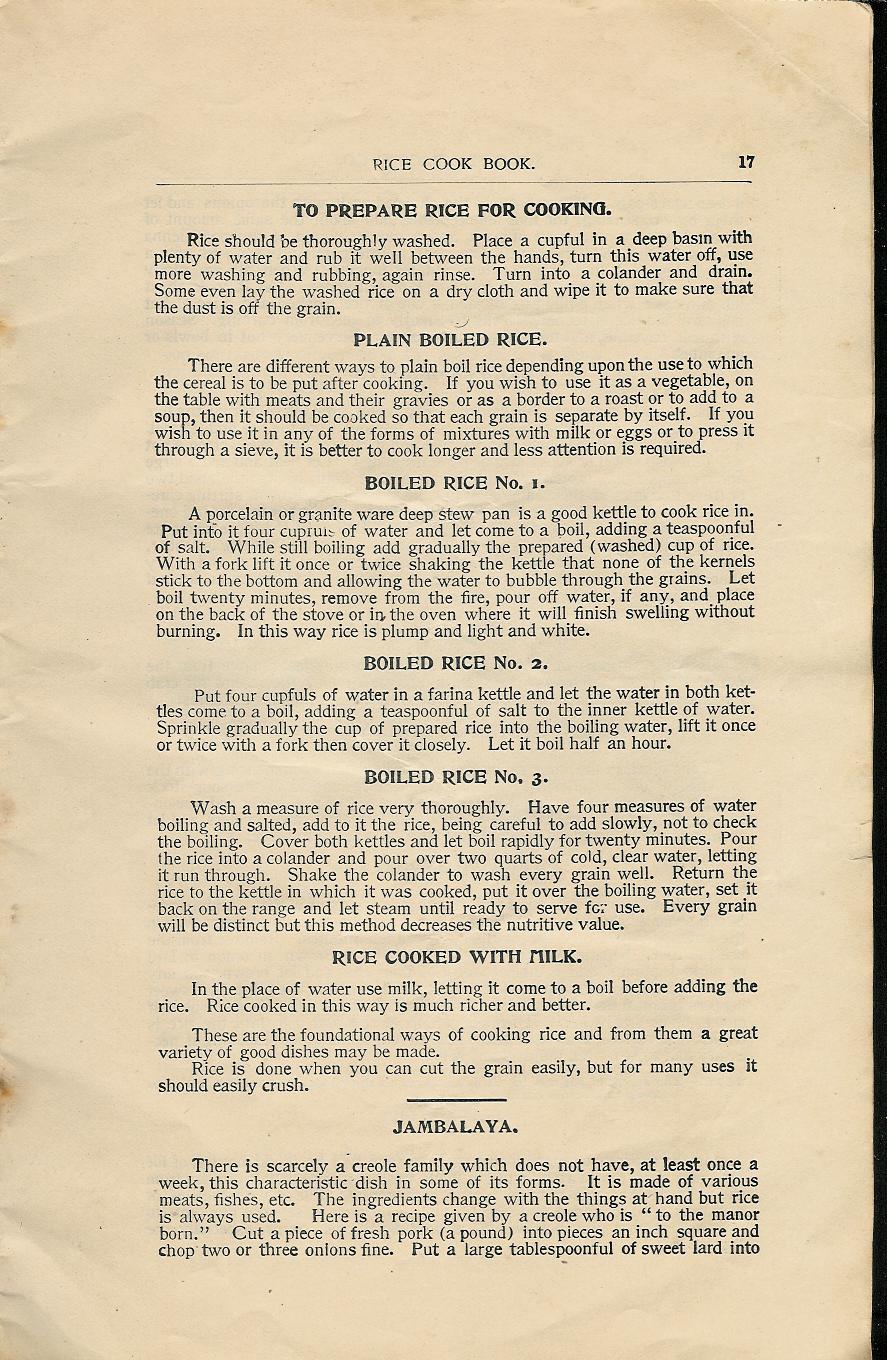 RICE COOK BOOK. 17
TO PREPARE RICE FOR COOKING.
Rice should be thoroughly washed. Place a cupful in a deep basin with
plenty of water and rub it well between the hands, turn this water off, use
more washing and rubbing, again rinse. Turn into a colander and drain.
Some even lay the washed rice on a dry cloth and wipe it to make sure that
the dust is off the grain.
PLAIN BOILED RICE.
There are different ways to plain boil rice depending upon the use to which
the cereal is to be put after cooking. If you wish to use it as a vegetable, on
the table with meats and their gravies or as a border to a roast or to add to a
soup, then it should be cooked so that each grain is separate by itself. If you
wish to use it in any of the forms of mixtures with milk or eggs or to press it
through a sieve, it is better to cook longer and less attention is required.
BOILED RICE No. 1.
A porcelain or granite ware deep stew pan is a good kettle to cook rice in.
Put into it four cupfuls of water and let come to a boil, adding a teaspoonful
of salt. While still boiling add gradually the prepared (washed) cup of rice.
With a fork lift it once or twice shaking the kettle that none of the kernels
stick to the bottom and allowing the water to bubble through the grains. Let
boil twenty minutes, remove from the fire, pour off water, if any, and place
on the back of the stove or in the oven where it will finish swelling without
burning. In this way rice is plump and light and white.
BOILED RICE No. 2.
Put four cupfuls of water in a farina kettle and let the water in both ket-
tles come to a boil, adding a teaspoonful of salt to the inner kettle of water.
Sprinkle gradually the cup of prepared rice into the boiling water, lift it once
or twice with a fork then cover it closely. Let it boil half an hour.
BOILED RICE No. 3.
Wash a measure of rice very thoroughly. Have four measures of water
boiling and salted, add to it the rice, being careful to add slowly, not to check
the boiling. Cover both kettles and let boil rapidly for twenty minutes. Pour
the rice into a colander and pour over two quarts of cold, clear water, letting
it run through. Shake the colander to wash every grain well. Return the
rice to the kettle in which it was cooked, put it over the boiling water, set it
back on the range and let steam until ready to serve for use. Every grain
will be distinct but this method decreases the nutritive value.
RICE COOKED WITH MILK.
In the place of water use milk, letting it come to a boil before adding the
rice. Rice cooked in this way is much richer and better.
These are the foundational ways of cooking rice and from them a great
variety of good dishes may be made.
Rice is done when you can cut the grain easily, but for many uses it
should easily crush.
JAMBALAYA.
There is scarcely a creole family which does not have, at least once a
week, this characteristic dish in some of its forms. It is made of various
meats, fishes, etc. The ingredients change with the things at hand but rice
is always used. Here is a recipe given by a creole who is “to the manor
born.” Cut a piece of fresh pork (a pound) into pieces an inch square and
chop two or three onions fine. Put a large tablespoonful of sweet lard into